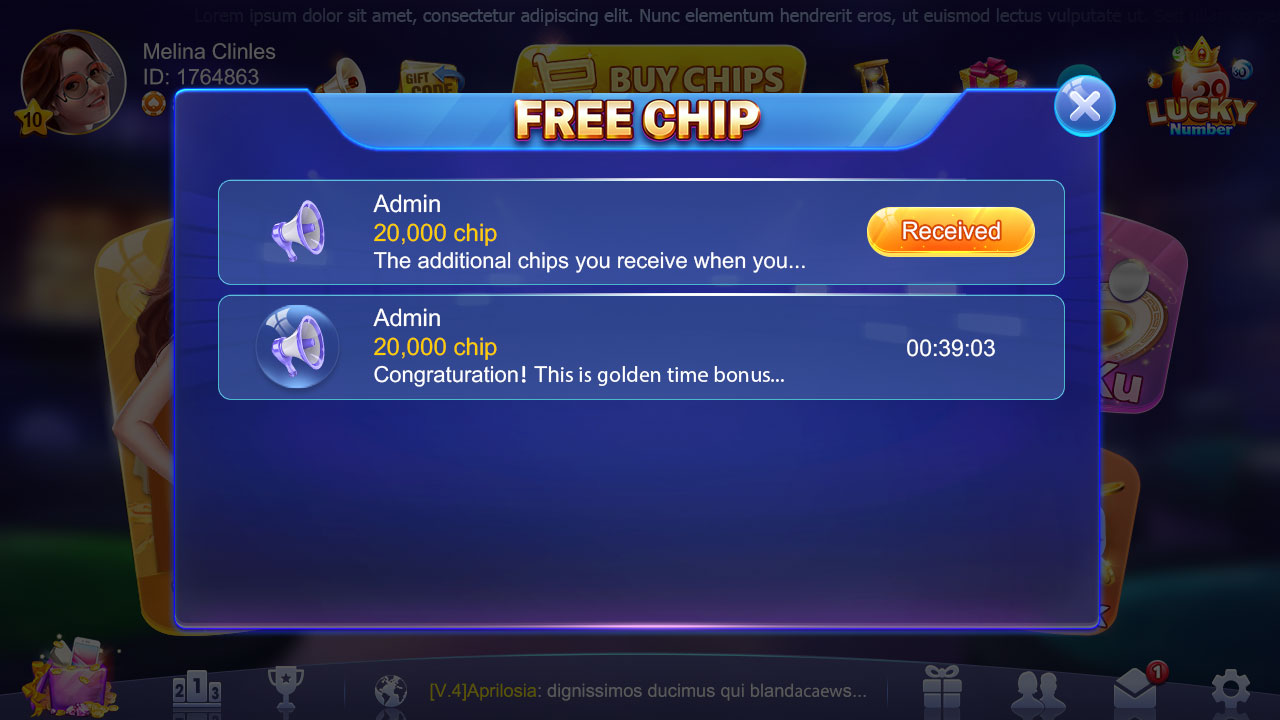 Lorem ipsum dolor sit amet, consectetur adipiscing elit. Nunc elementum hendrerit eros, ut euismod lectus vulputate ut. Sed ullamcorper
Melina Clinles
ID: 1764863
10
GIFT
CODE
BUY CHIPS
29
30
LUCKY
Number
FREE CHIP
Admin
20,000 chip
The additional chips you receive when you...
Received
Admin
20,000 chip
Congraturation! This is golden time bonus...
00:39:03
Ku
2 1 3
[V.4]Aprilosia: dignissimos ducimus qui blandacaews...
1